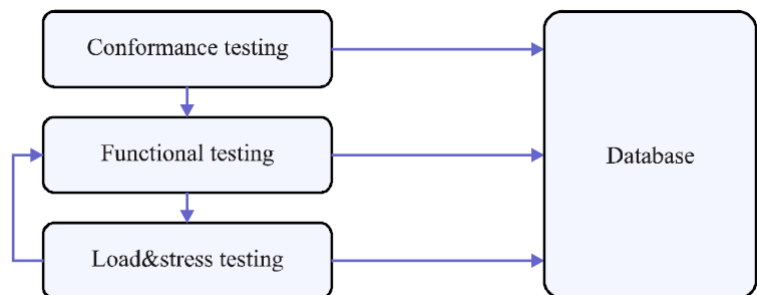 Conformance testing
Functional testing
Database
Load&stress testing